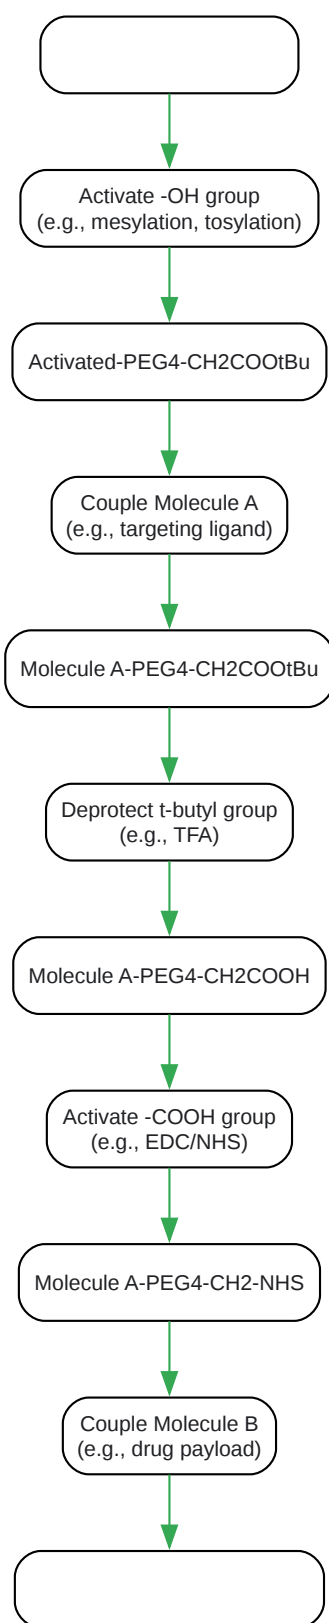 Activate -OH group
(e.g., mesylation, tosylation)
Activated-PEG4-CH2COOtBu
Couple Molecule A
(e.g., targeting ligand)
Molecule A-PEG4-CH2COOtBu
Deprotect t-butyl group
(e.g., TFA)
Molecule A-PEG4-CH2COOH
Activate -COOH group
(e.g., EDC/NHS)
Molecule A-PEG4-CH2-NHS
Couple Molecule B
(e.g., drug payload)